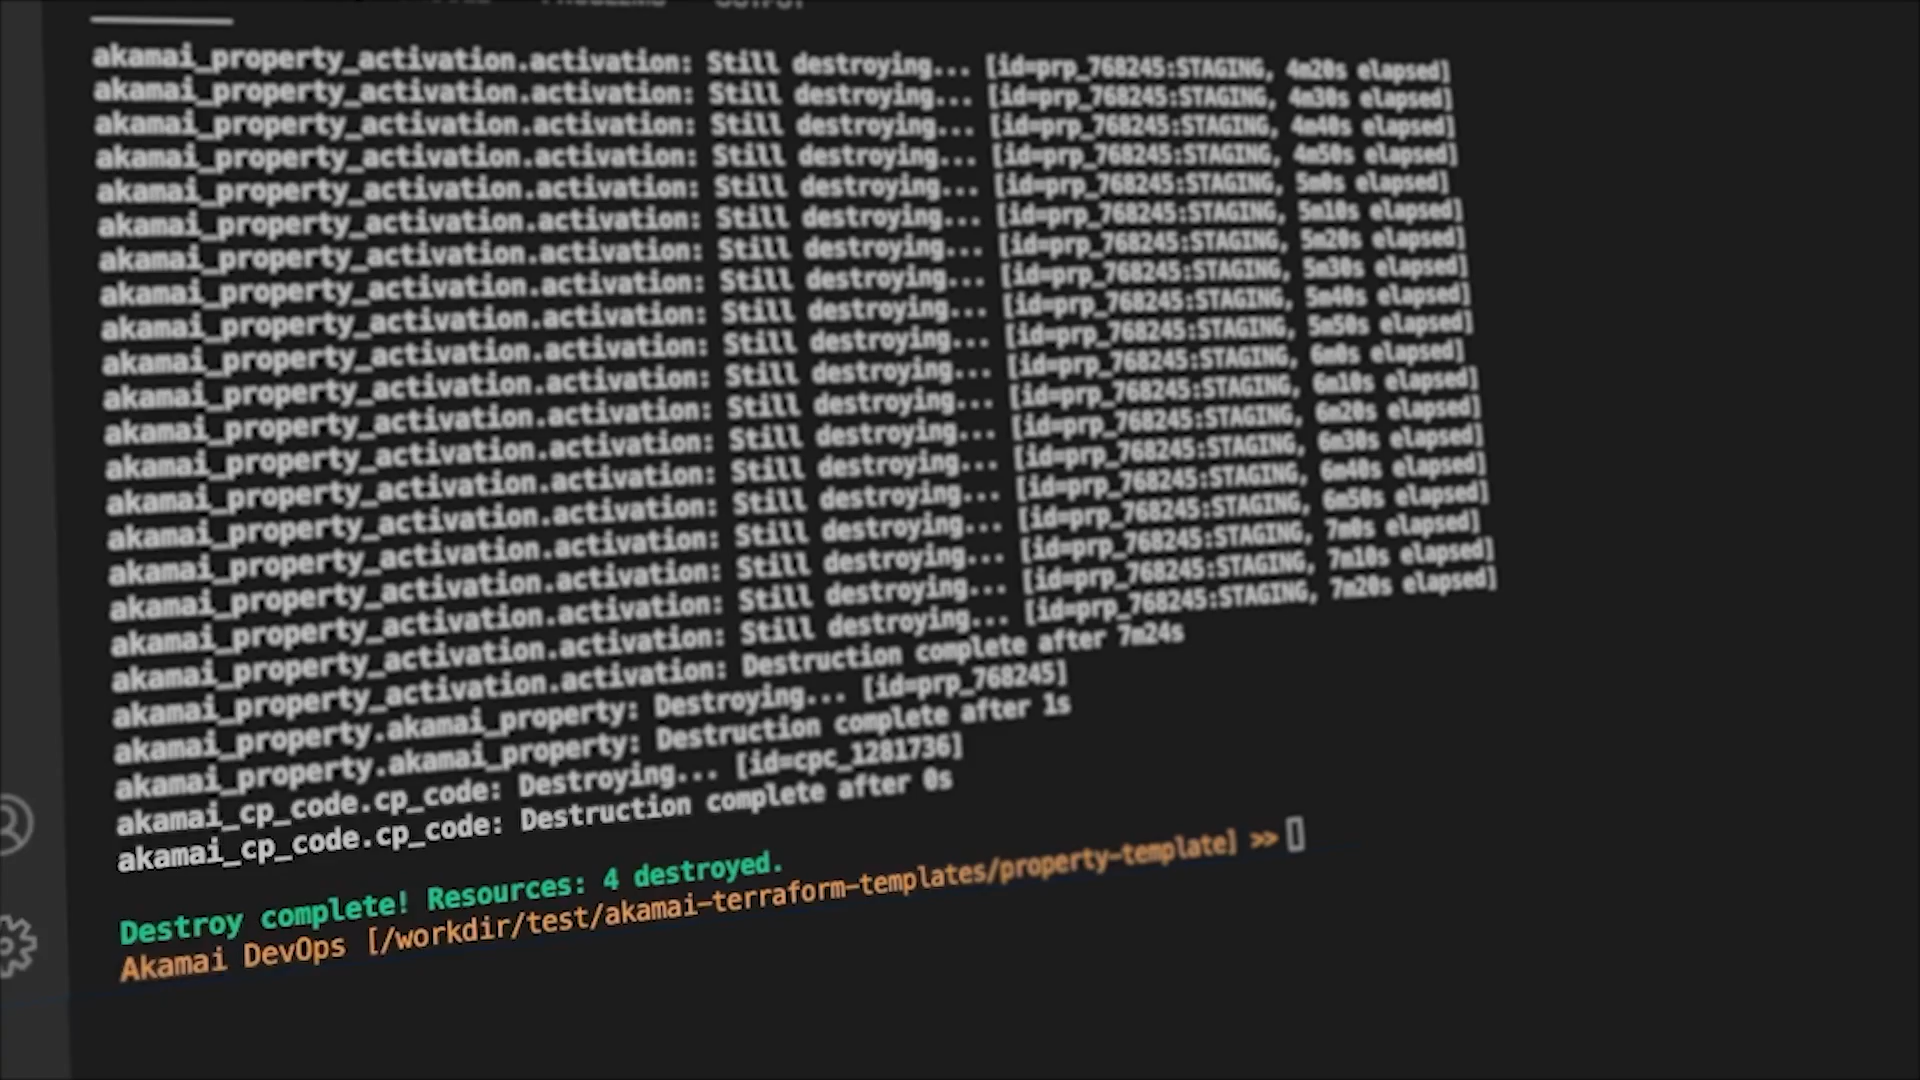 akamai_property_activation.activation: Still destroying... [id=prp_768245:STAGING, 4m20s elapsed]
akamai_property_activation.activation: Still destroying... [id=prp_768245:STAGING, 4m30s elapsed]
akamai_property_activation.activation: Still destroying... [id=prp_768245:STAGING, 4m40s elapsed]
akamai_property_activation.activation: Still destroying... [id=prp_768245:STAGING, 4m50s elapsed]
akamai_property_activation.activation: Still destroying... [id=prp_768245:STAGING, 5m0s elapsed]
akamai_property_activation.activation: Still destroying... [id=prp_768245:STAGING, 5m10s elapsed]
akamai_property_activation.activation: Still destroying... [id=prp_768245:STAGING, 5m20s elapsed]
akamai_property_activation.activation: Still destroying... [id=prp_768245:STAGING, 5m30s elapsed]
akamai_property_activation.activation: Still destroying... [id=prp_768245:STAGING, 5m40s elapsed]
akamai_property_activation.activation: Still destroying... [id=prp_768245:STAGING, 5m50s elapsed]
akamai_property_activation.activation: Still destroying... [id=prp_768245:STAGING, 6m0s elapsed]
akamai_property_activation.activation: Still destroying... [id=prp_768245:STAGING, 6m10s elapsed]
akamai_property_activation.activation: Still destroying... [id=prp_768245:STAGING, 6m20s elapsed]
akamai_property_activation.activation: Still destroying... [id=prp_768245:STAGING, 6m30s elapsed]
akamai_property_activation.activation: Still destroying... [id=prp_768245:STAGING, 6m40s elapsed]
akamai_property_activation.activation: Still destroying... [id=prp_768245:STAGING, 6m50s elapsed]
akamai_property_activation.activation: Still destroying... [id=prp_768245:STAGING, 7m0s elapsed]
akamai_property_activation.activation: Still destroying... [id=prp_768245:STAGING, 7m10s elapsed]
akamai_property_activation.activation: Still destroying... [id=prp_768245:STAGING, 7m20s elapsed]
akamai_property_activation.activation: Destruction complete after 7m24s
akamai_property.akamai_property: Destroying... [id=prp_768245]
akamai_property.akamai_property: Destruction complete after 1s
akamai_cp_code.cp_code: Destroying... [id=cpc_1281736]
akamai_cp_code.cp_code: Destruction complete after 0s
Destroy complete! Resources: 4 destroyed.
Akamai DevOps [/workdir/test/akamai-terraform-templates/property-template] >>